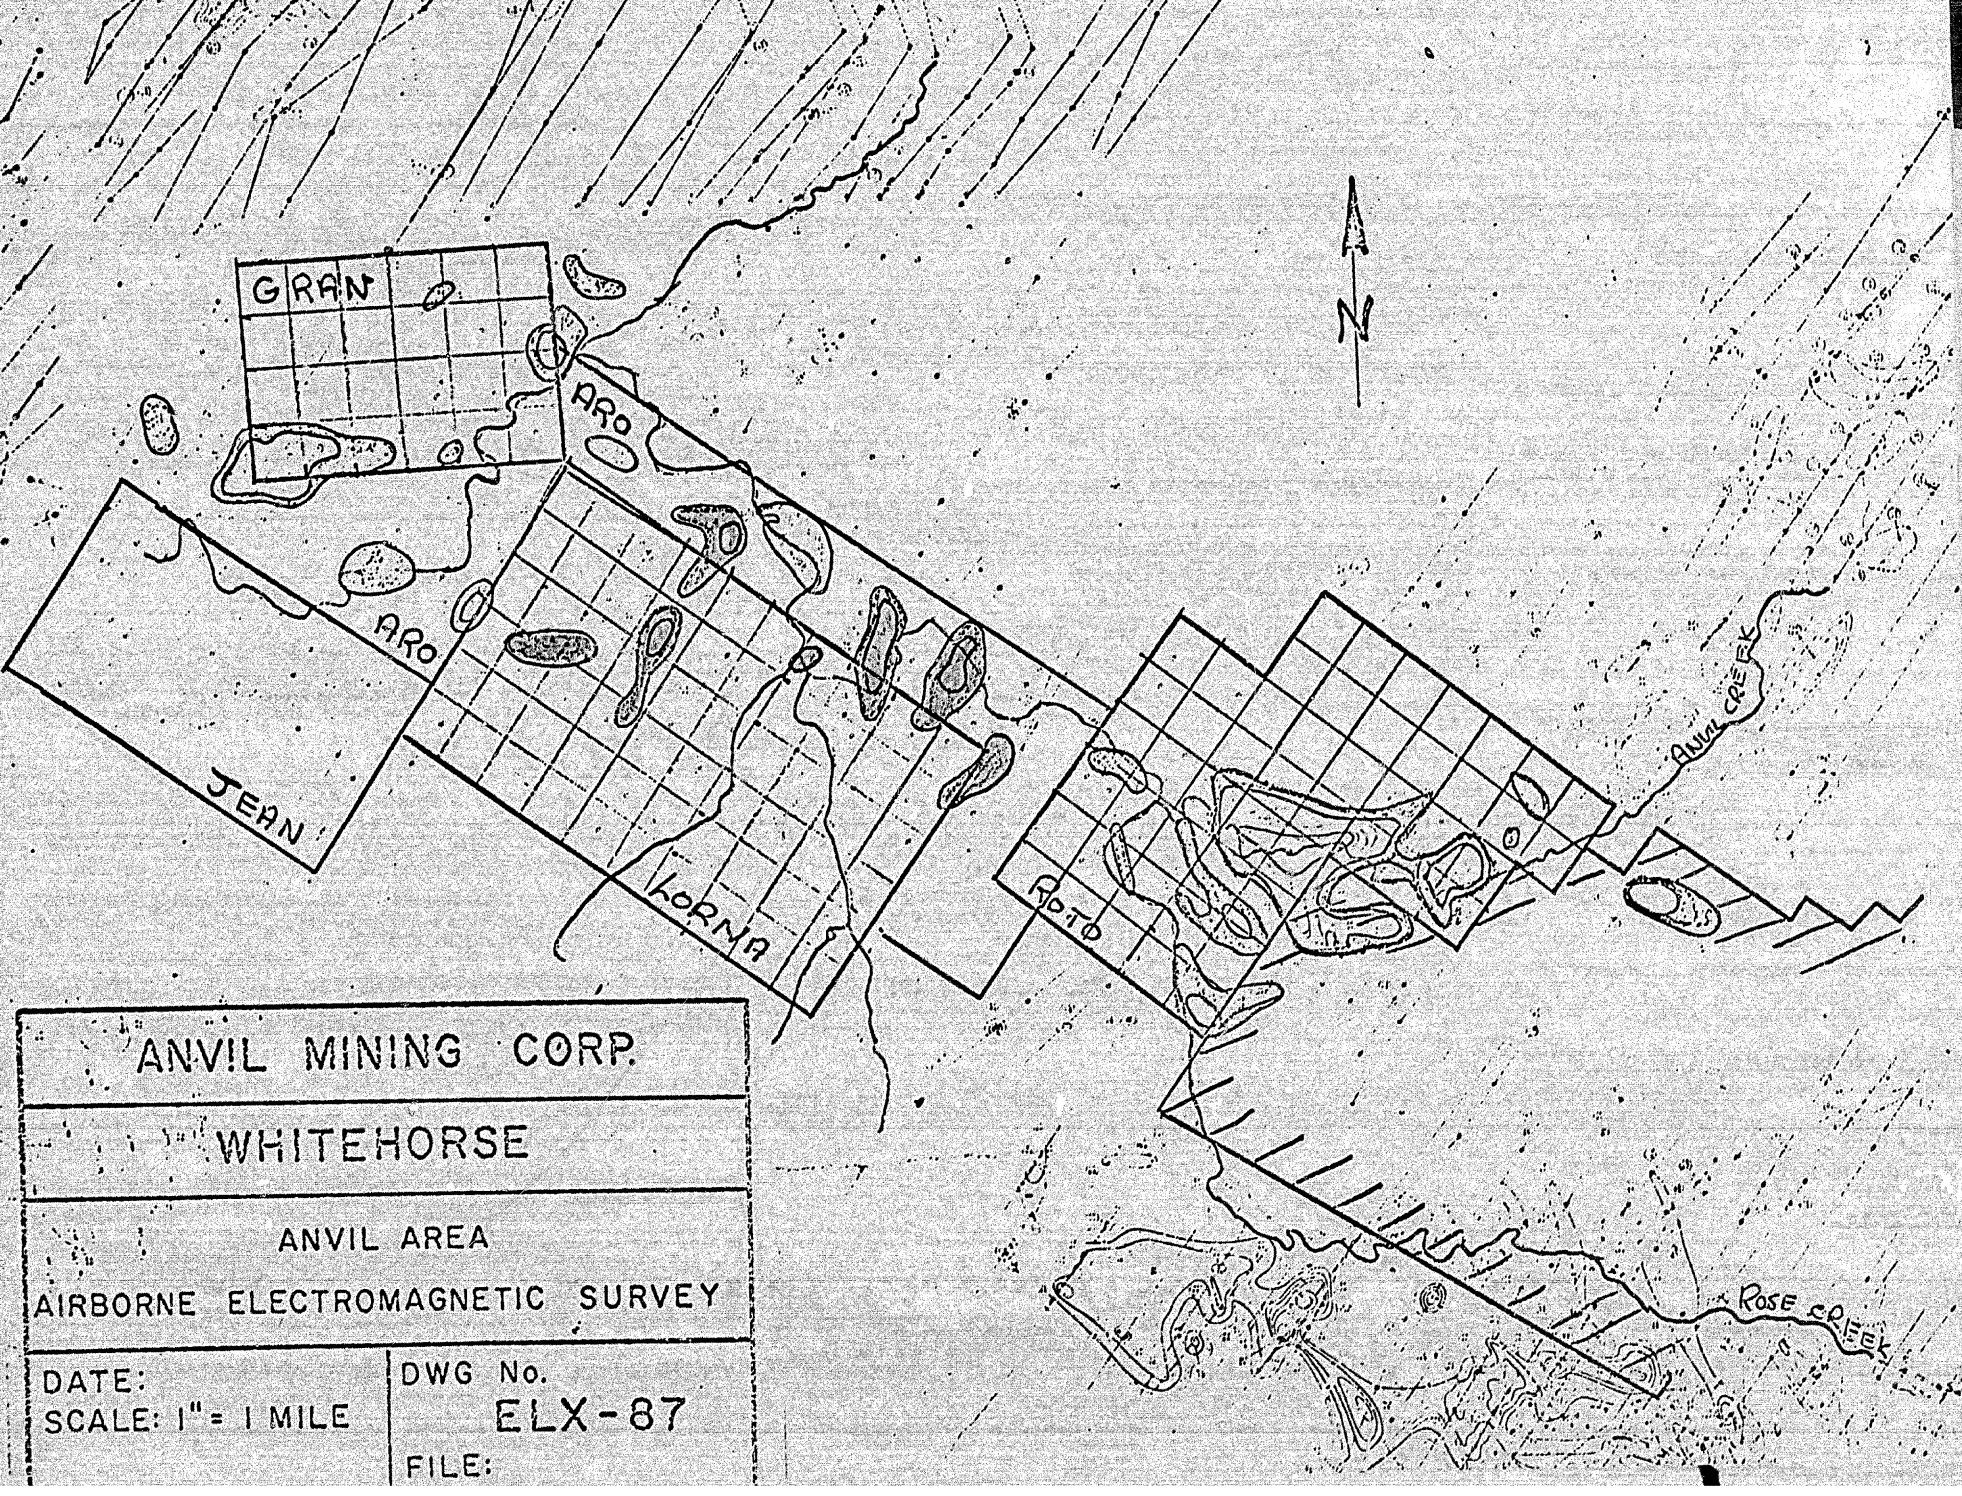 GRAN
ARO
N
ARO
JEAN
LORMA
ROTO
ANVIL CREEK
ROSE CREEK
ANVIL MINING CORP.
WHITEHORSE
ANVIL AREA
AIRBORNE ELECTROMAGNETIC SURVEY
DATE:
SCALE: 1" = 1 MILE
DWG No.
ELX-87
FILE: